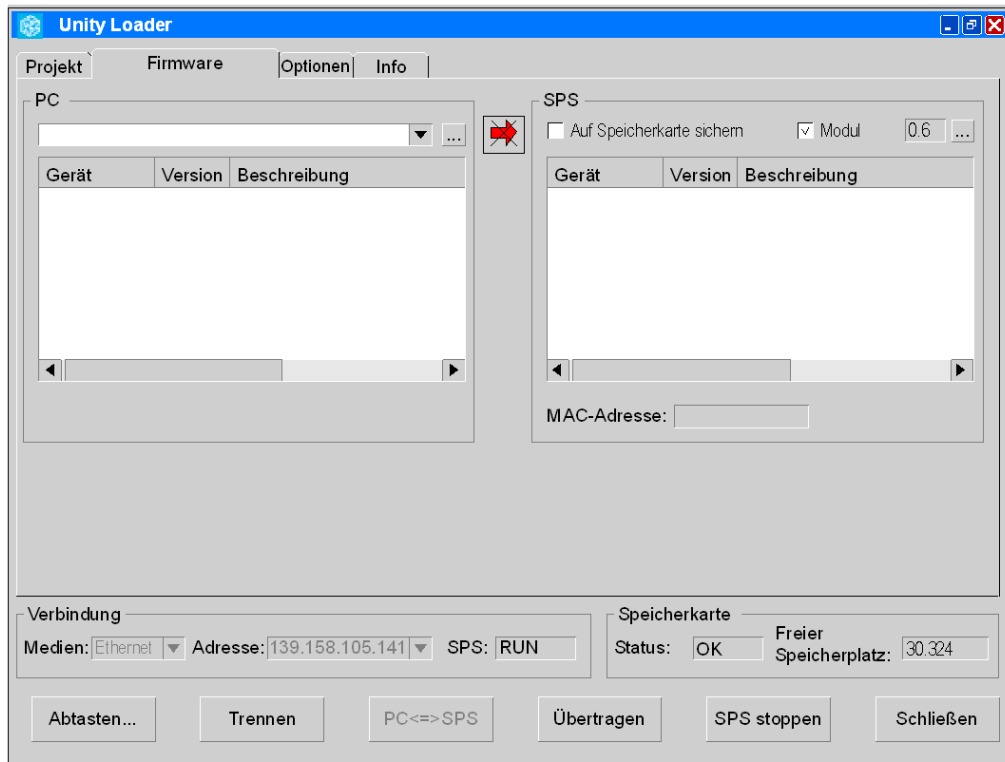 Unity Loader
Projekt Firmware Optionen Info
PC
...
Gerät Version Beschreibung
SPS
Auf Speicherkarte sichern Modul 0.6 ...
Gerät Version Beschreibung
MAC-Adresse:
Verbindung
Medien: Ethernet Adresse: 139.158.105.141 SPS: RUN
Speicherkarte
Status: OK Freier Speicherplatz: 30.324
Abtasten... Trennen PC<=>SPS Übertragen SPS stoppen Schließen